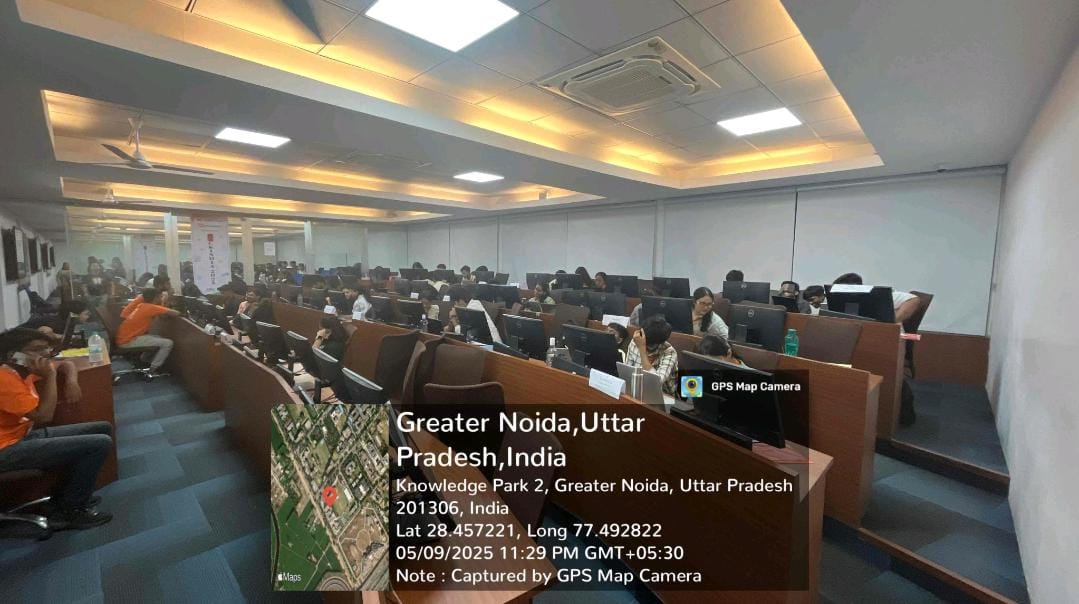 DELL
GPS Map Camera
Greater Noida,Uttar
Pradesh,India
Knowledge Park 2, Greater Noida, Uttar Pradesh
201306, India
Lat 28.457221, Long 77.492822
05/09/2025 11:29 PM GMT+05:30
Note : Captured by GPS Map Camera
Maps